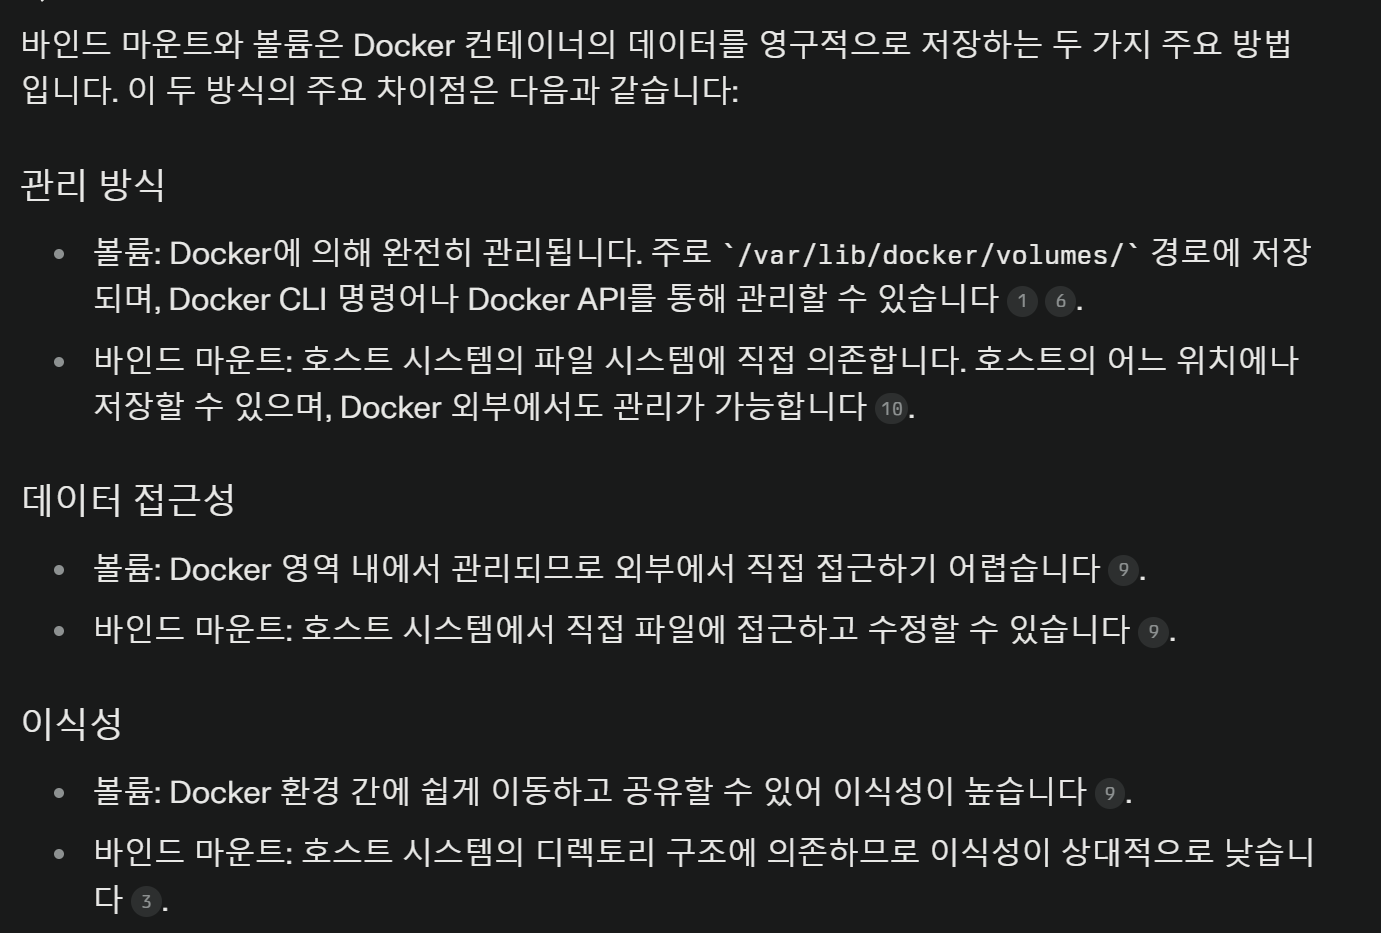 바인드 마운트와 볼륨은 Docker 컨테이너의 데이터를 영구적으로 저장하는 두 가지 주요 방법
입니다. 이 두 방식의 주요 차이점은 다음과 같습니다:
관리 방식
• 볼륨: Docker에 의해 완전히 관리됩니다. 주로 `/var/lib/docker/volumes/` 경로에 저장
되며, Docker CLI 명령어나 Docker API를 통해 관리할 수 있습니다 1 6.
• 바인드 마운트: 호스트 시스템의 파일 시스템에 직접 의존합니다. 호스트의 어느 위치에나
저장할 수 있으며, Docker 외부에서도 관리가 가능합니다 10.
데이터 접근성
• 볼륨: Docker 영역 내에서 관리되므로 외부에서 직접 접근하기 어렵습니다 9.
• 바인드 마운트: 호스트 시스템에서 직접 파일에 접근하고 수정할 수 있습니다 9.
이식성
• 볼륨: Docker 환경 간에 쉽게 이동하고 공유할 수 있어 이식성이 높습니다 9.
• 바인드 마운트: 호스트 시스템의 디렉토리 구조에 의존하므로 이식성이 상대적으로 낮습니
다 3.